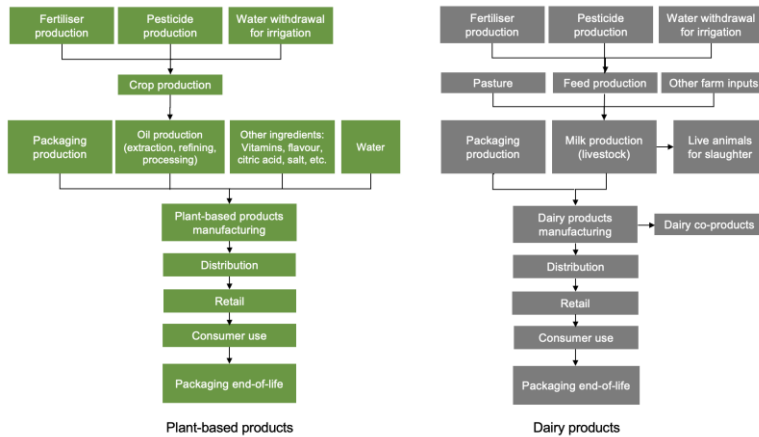 Fertiliser
production
Pesticide
production
Water withdrawal
for irrigation
Crop production
Packaging
production
Oil production
(extraction, refining,
processing)
Other ingredients:
Vitamins, flavour,
citric acid, salt, etc.
Water
Plant-based products
manufacturing
Distribution
Retail
Consumer use
Packaging end-of-life
Plant-based products
Fertiliser
production
Pesticide
production
Water withdrawal
for irrigation
Pasture
Feed production
Other farm inputs
Packaging
production
Milk production
(livestock)
Live animals
for slaughter
Dairy products
manufacturing
Dairy co-products
Distribution
Retail
Consumer use
Packaging end-of-life
Dairy products